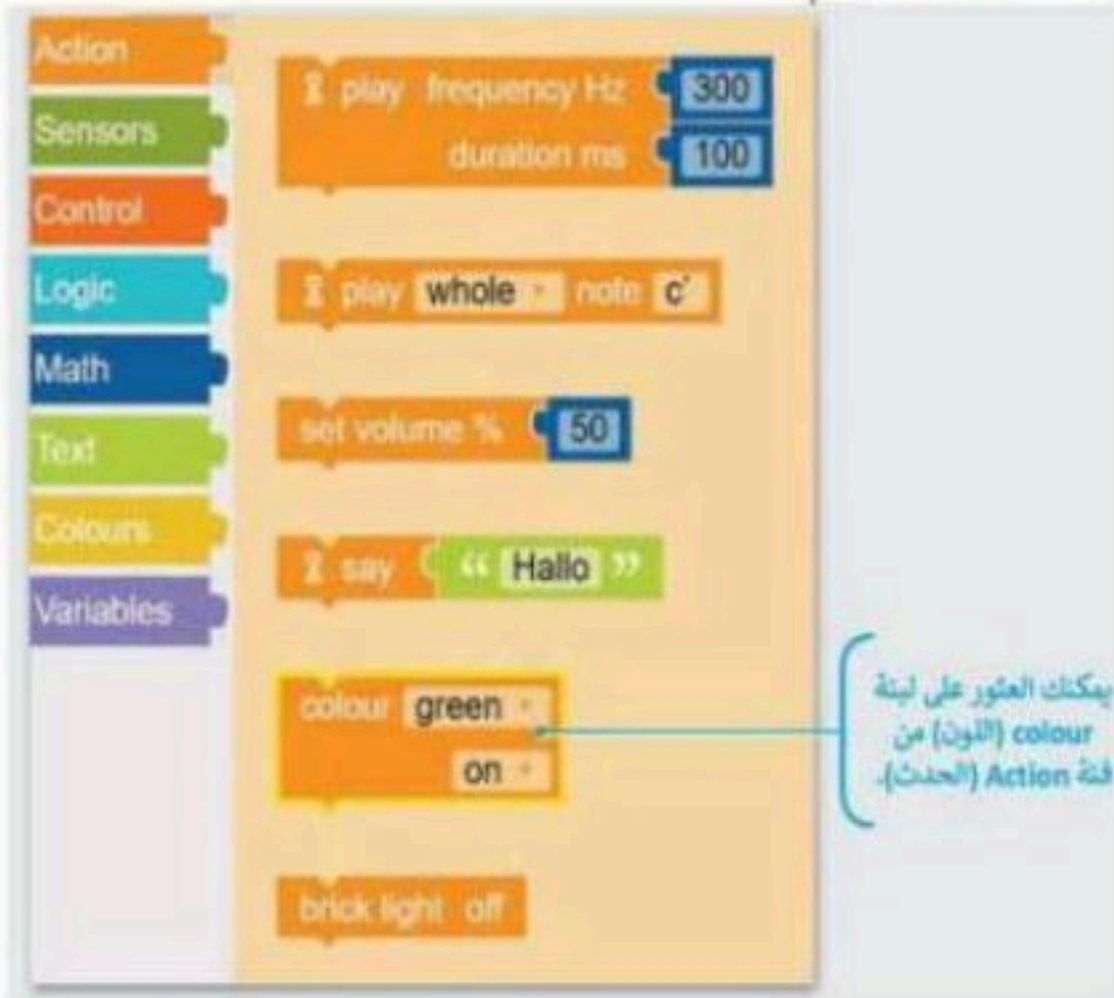 Action
Sensors
Control
Logic
Math
Text
Colours
Variables
play frequency Hz 300
duration ms 100
play whole note c'
set volume % 50
say “ Hallo ”
colour green
on
brick light off
يمكنك العثور على لبنة
colour (اللون) من
فئة Action (الحدث).